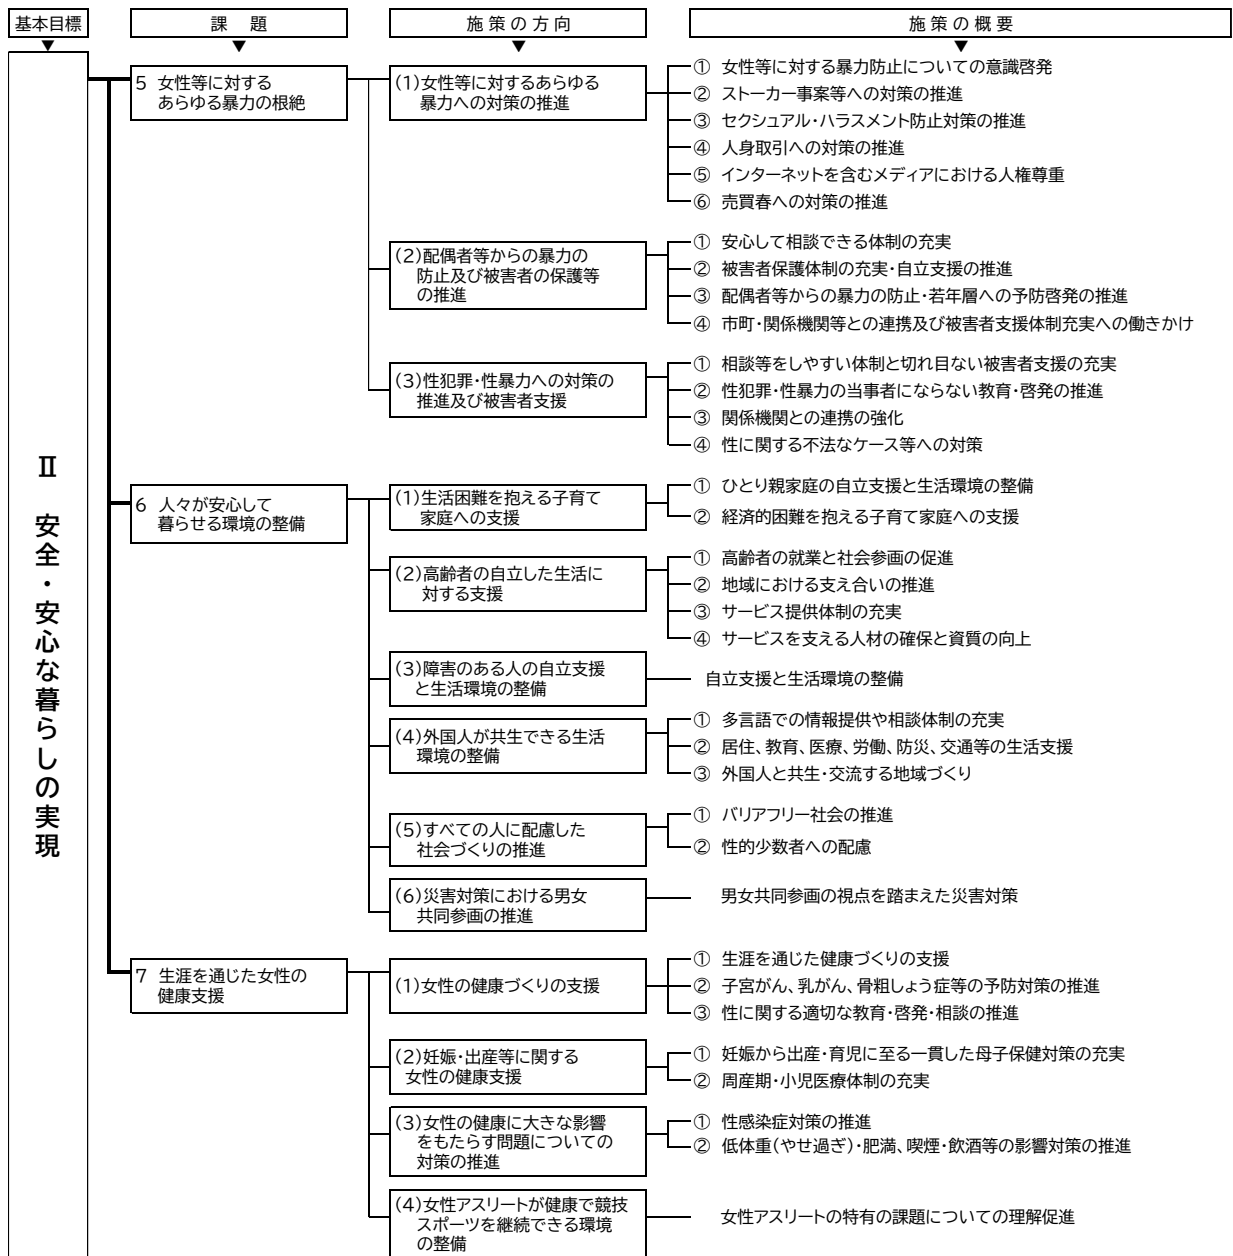 基本目標
課　題
施策の方向
施策の概要
Ⅱ　安全・安心な暮らしの実現
5 女性等に対する
あらゆる暴力の根絶
(1)女性等に対するあらゆる
暴力への対策の推進
① 女性等に対する暴力防止についての意識啓発
② ストーカー事案等への対策の推進
③ セクシュアル・ハラスメント防止対策の推進
④ 人身取引への対策の推進
⑤ インターネットを含むメディアにおける人権尊重
⑥ 売買春への対策の推進
(2)配偶者等からの暴力の
防止及び被害者の保護等
の推進
① 安心して相談できる体制の充実
② 被害者保護体制の充実・自立支援の推進
③ 配偶者等からの暴力の防止・若年層への予防啓発の推進
④ 市町・関係機関等との連携及び被害者支援体制充実への働きかけ
(3)性犯罪・性暴力への対策の
推進及び被害者支援
① 相談等をしやすい体制と切れ目ない被害者支援の充実
② 性犯罪・性暴力の当事者にならない教育・啓発の推進
③ 関係機関との連携の強化
④ 性に関する不法なケース等への対策
6 人々が安心して
暮らせる環境の整備
(1)生活困難を抱える子育て
家庭への支援
① ひとり親家庭の自立支援と生活環境の整備
② 経済的困難を抱える子育て家庭への支援
(2)高齢者の自立した生活に
対する支援
① 高齢者の就業と社会参画の促進
② 地域における支え合いの推進
③ サービス提供体制の充実
④ サービスを支える人材の確保と資質の向上
(3)障害のある人の自立支援
と生活環境の整備
自立支援と生活環境の整備
(4)外国人が共生できる生活
環境の整備
① 多言語での情報提供や相談体制の充実
② 居住、教育、医療、労働、防災、交通等の生活支援
③ 外国人と共生・交流する地域づくり
(5)すべての人に配慮した
社会づくりの推進
① バリアフリー社会の推進
② 性的少数者への配慮
(6)災害対策における男女
共同参画の推進
男女共同参画の視点を踏まえた災害対策
7 生涯を通じた女性の
健康支援
(1)女性の健康づくりの支援
① 生涯を通じた健康づくりの支援
② 子宮がん、乳がん、骨粗しょう症等の予防対策の推進
③ 性に関する適切な教育・啓発・相談の推進
(2)妊娠・出産等に関する
女性の健康支援
① 妊娠から出産・育児に至る一貫した母子保健対策の充実
② 周産期・小児医療体制の充実
(3)女性の健康に大きな影響
をもたらす問題についての
対策の推進
① 性感染症対策の推進
② 低体重(やせ過ぎ)・肥満、喫煙・飲酒等の影響対策の推進
(4)女性アスリートが健康で競技
スポーツを継続できる環境
の整備
女性アスリートの特有の課題についての理解促進